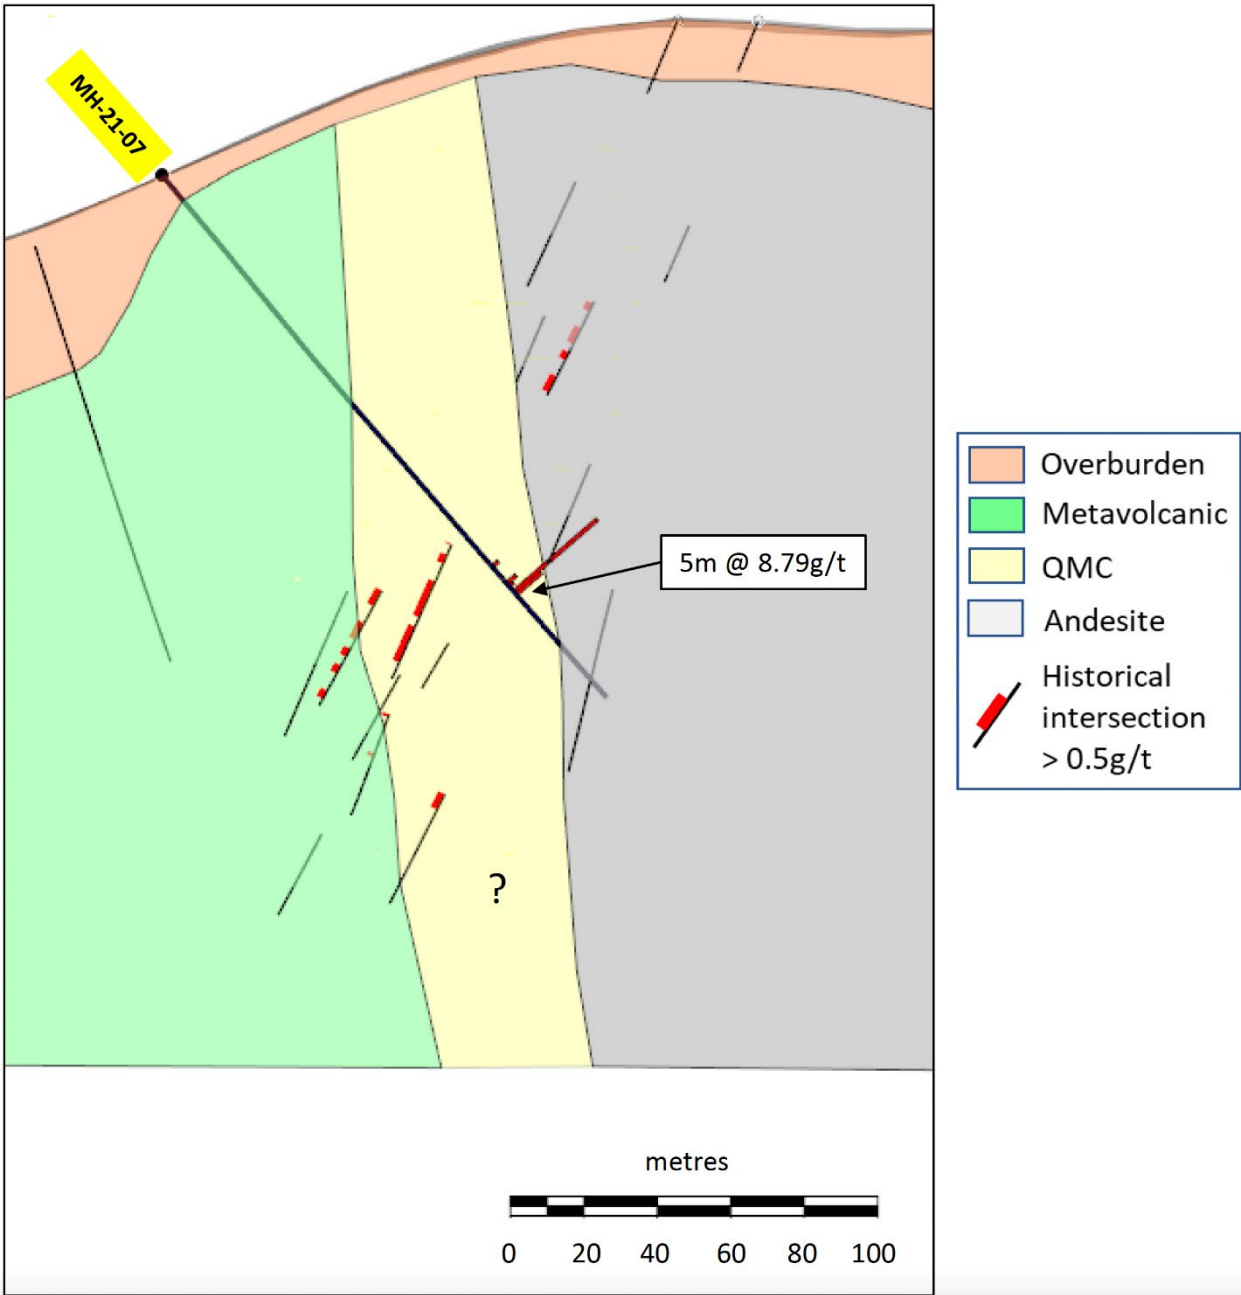 MH-21-07
5m @ 8.79g/t
?
Overburden
Metavolcanic
QMC
Andesite
Historical
intersection
> 0.5g/t
metres
0 20 40 60 80 100